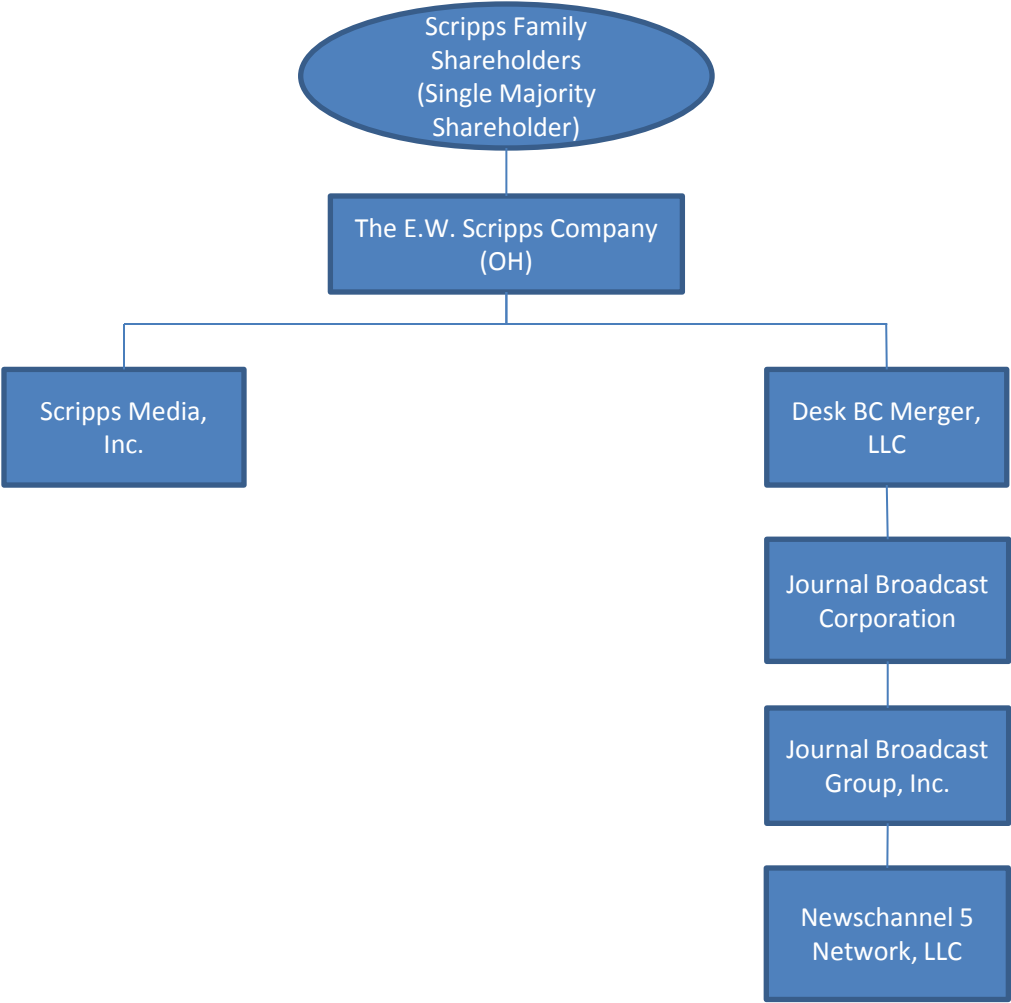 Scripps Family
Shareholders
(Single Majority
Shareholder)
The E.W. Scripps Company
(OH)
Scripps Media,
Inc.
Desk BC Merger,
LLC
Journal Broadcast
Corporation
Journal Broadcast
Group, Inc.
Newschannel 5
Network, LLC